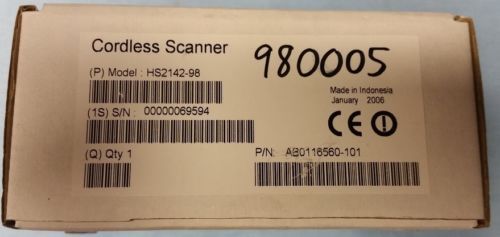 Cordless Scanner
980005
(P) Model : HS2142-98
Made in Indonesia
January 2006
(1S) S/N : 00000069594
CE
(Q) Qty 1
P/N: AB0116560-101